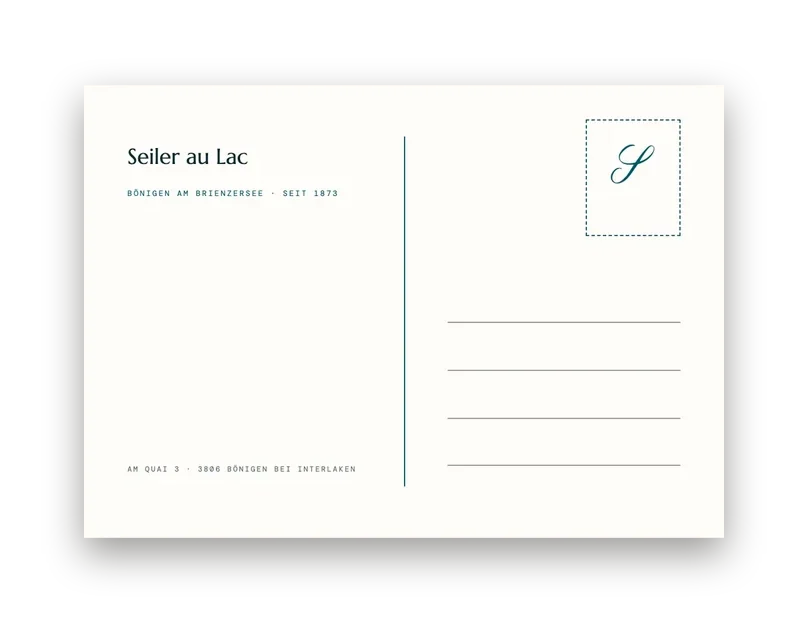 Seiler au Lac
BÖNIGEN AM BRIENZERSEE · SEIT 1873
AM QUAI 3 · 3806 BÖNIGEN BEI INTERLAKEN
S